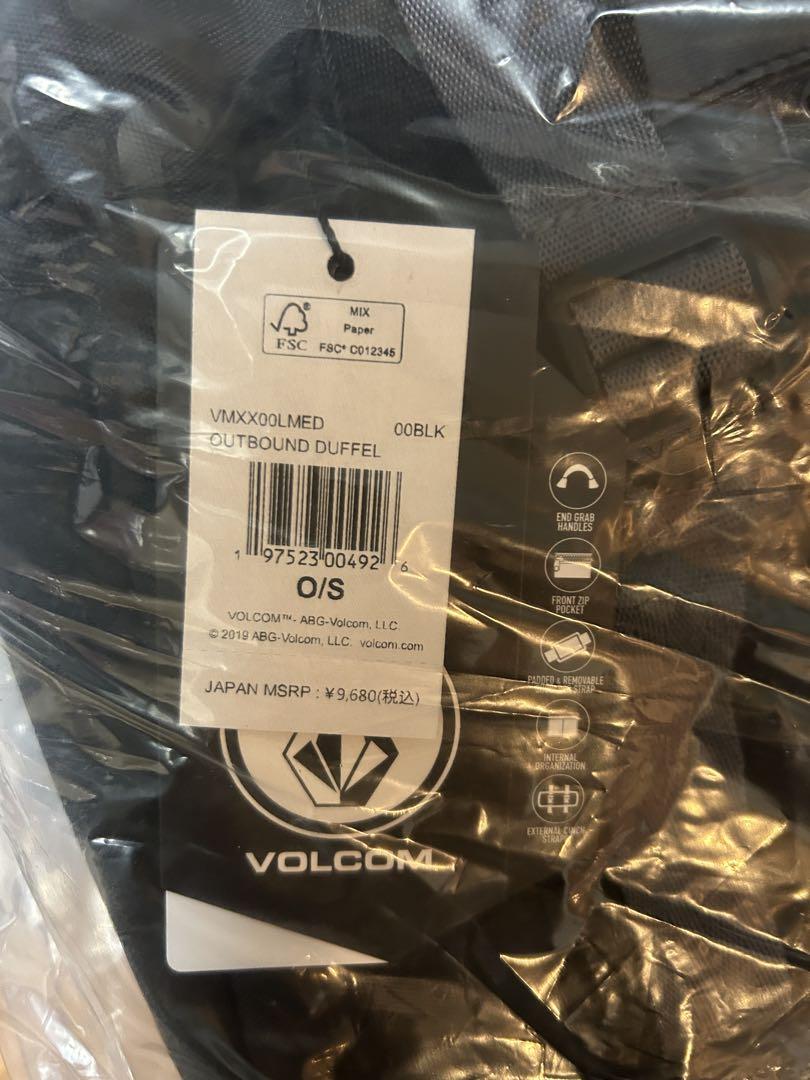 MIX
Paper
FSC® C012345
FSC
VMXX00LMED 00BLK
OUTBOUND DUFFEL
1 97523 00492 6
O/S
VOLCOM™- ABG-Volcom, LLC.
© 2019 ABG-Volcom, LLC. volcom.com
JAPAN MSRP : ¥9,680(税込)
VOLCOM
END GRAB
HANDLES
FRONT ZIP
POCKET
PADDED & REMOVABLE
STRAP
INTERNAL
ORGANIZATION
EXTERNAL CINCH
STRAP